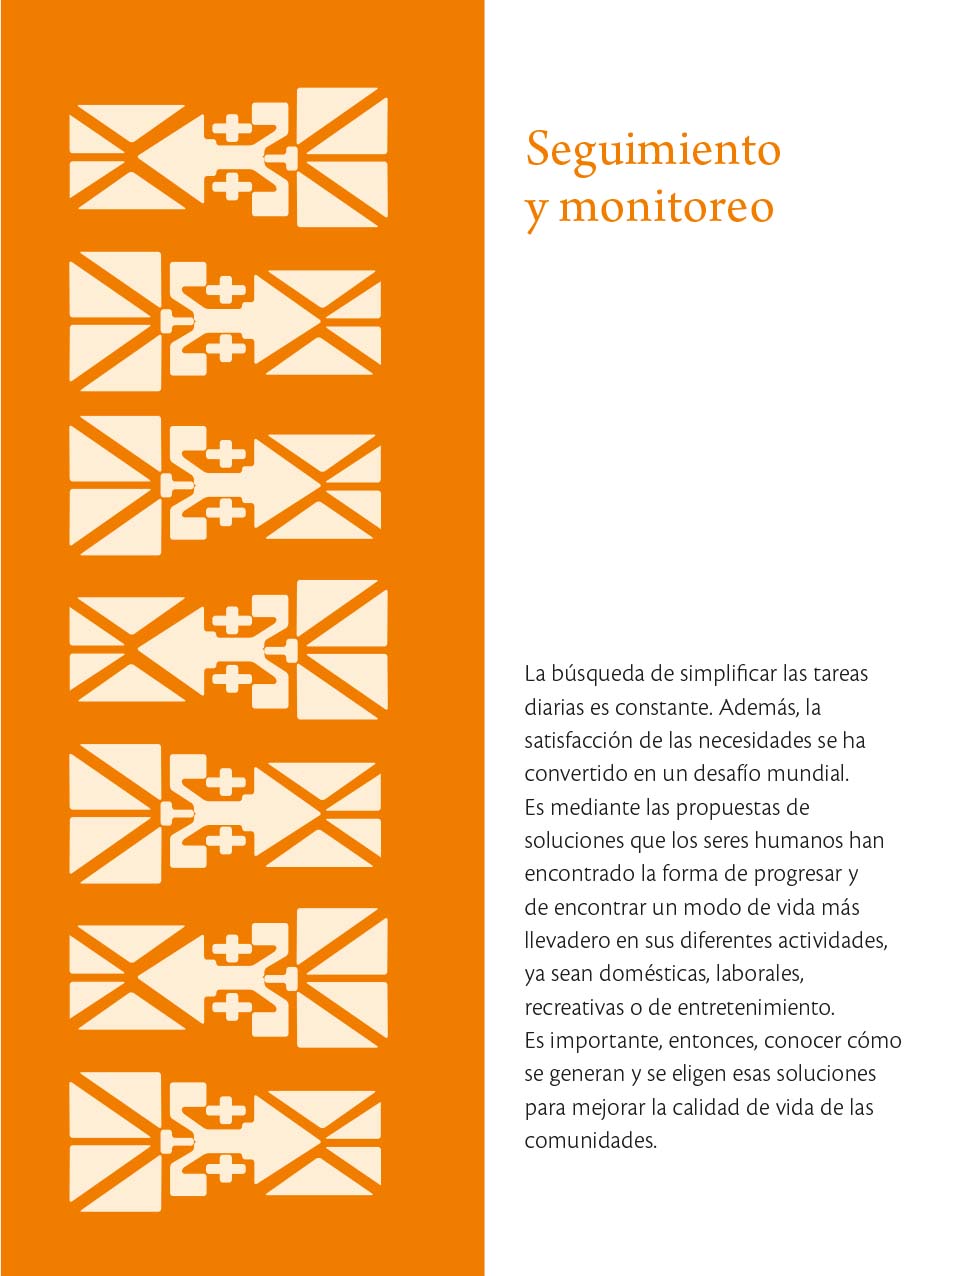 Seguimiento
y monitoreo
La búsqueda de simplificar las tareas
diarias es constante. Además, la
satisfacción de las necesidades se ha
convertido en un desafío mundial.
Es mediante las propuestas de
soluciones que los seres humanos han
encontrado la forma de progresar y
de encontrar un modo de vida más
llevadero en sus diferentes actividades,
ya sean domésticas, laborales,
recreativas o de entretenimiento.
Es importante, entonces, conocer cómo
se generan y se eligen esas soluciones
para mejorar la calidad de vida de las
comunidades.